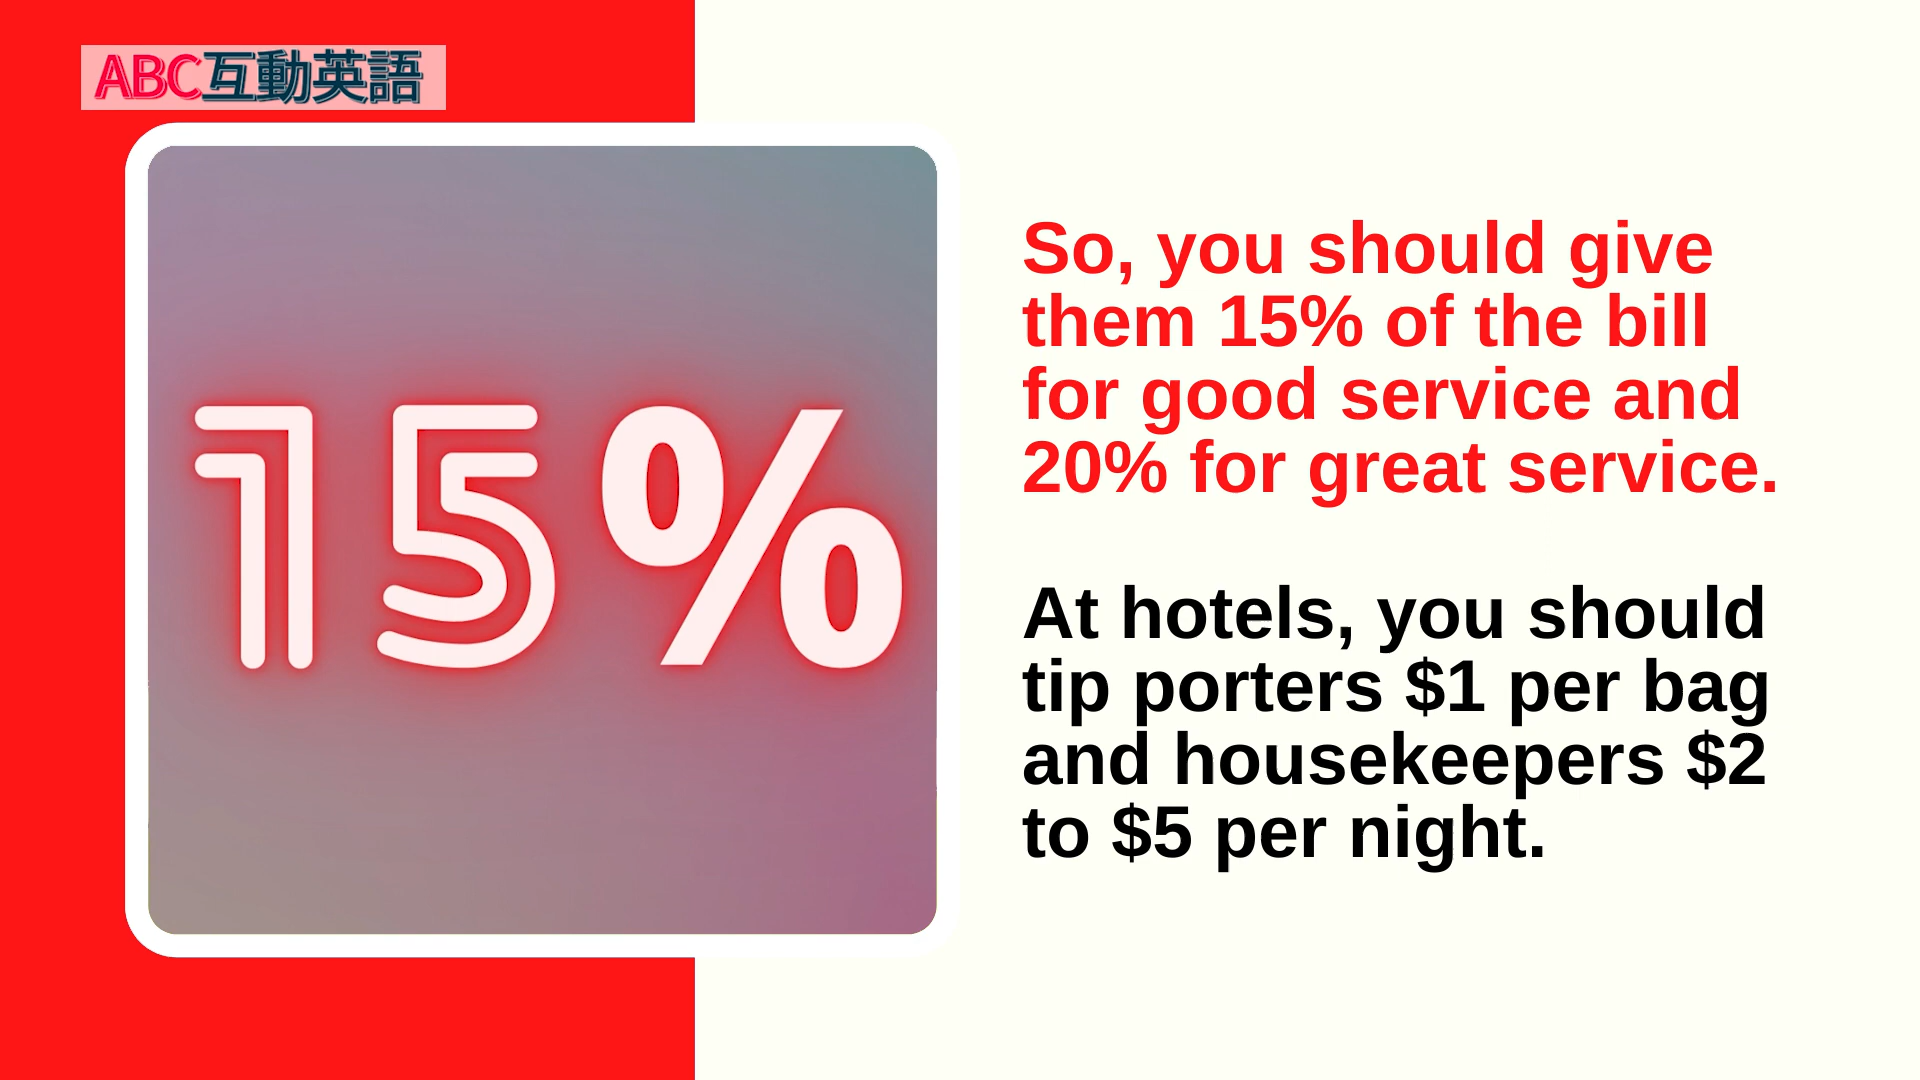 ABC互動英語
15%
So, you should give
them 15% of the bill
for good service and
20% for great service.
At hotels, you should
tip porters $1 per bag
and housekeepers $2
to $5 per night.